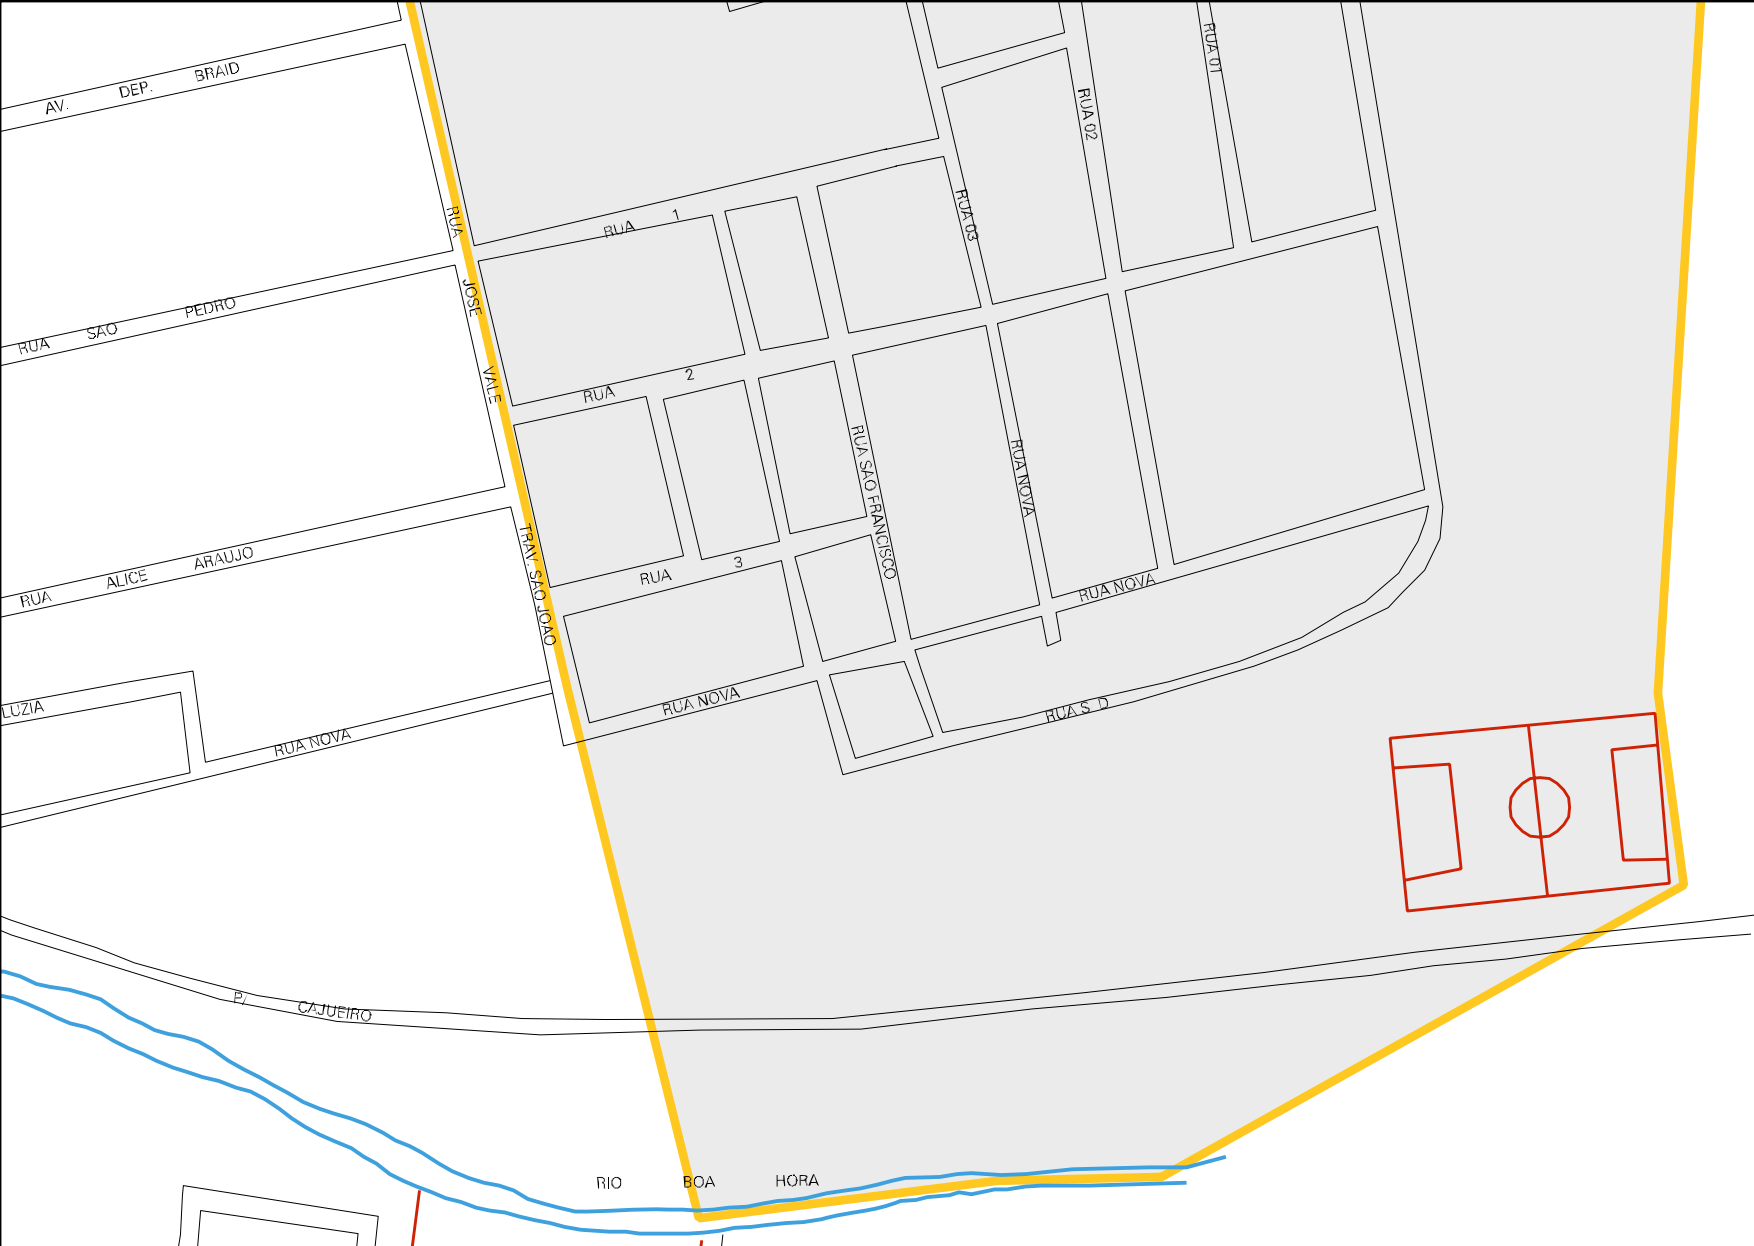 AV. DEP. BRAID
RUA 01
RUA 02
RUA 03
RUA 1
RUA JOSE VALE
RUA SAO PEDRO
RUA 2
RUA SAO FRANCISCO
RUA NOVA
TRAV. SAO JOAO
RUA ALICE ARAUJO
RUA 3
RUA NOVA
RUA NOVA
LUZIA
RUA S D
RUA NOVA
P/ CAJUEIRO
RIO BOA HORA